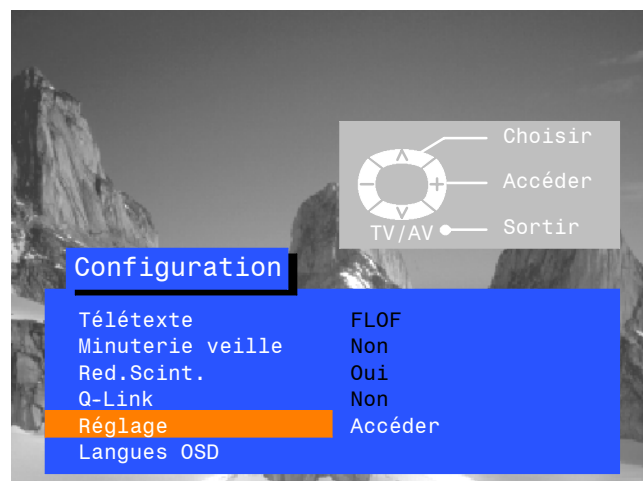 Choisir
Accéder
TV/AV
Sortir
Configuration
Télétexte FLOF
Minuterie veille Non
Red.Scint. Oui
Q-Link Non
Réglage Accéder
Langues OSD